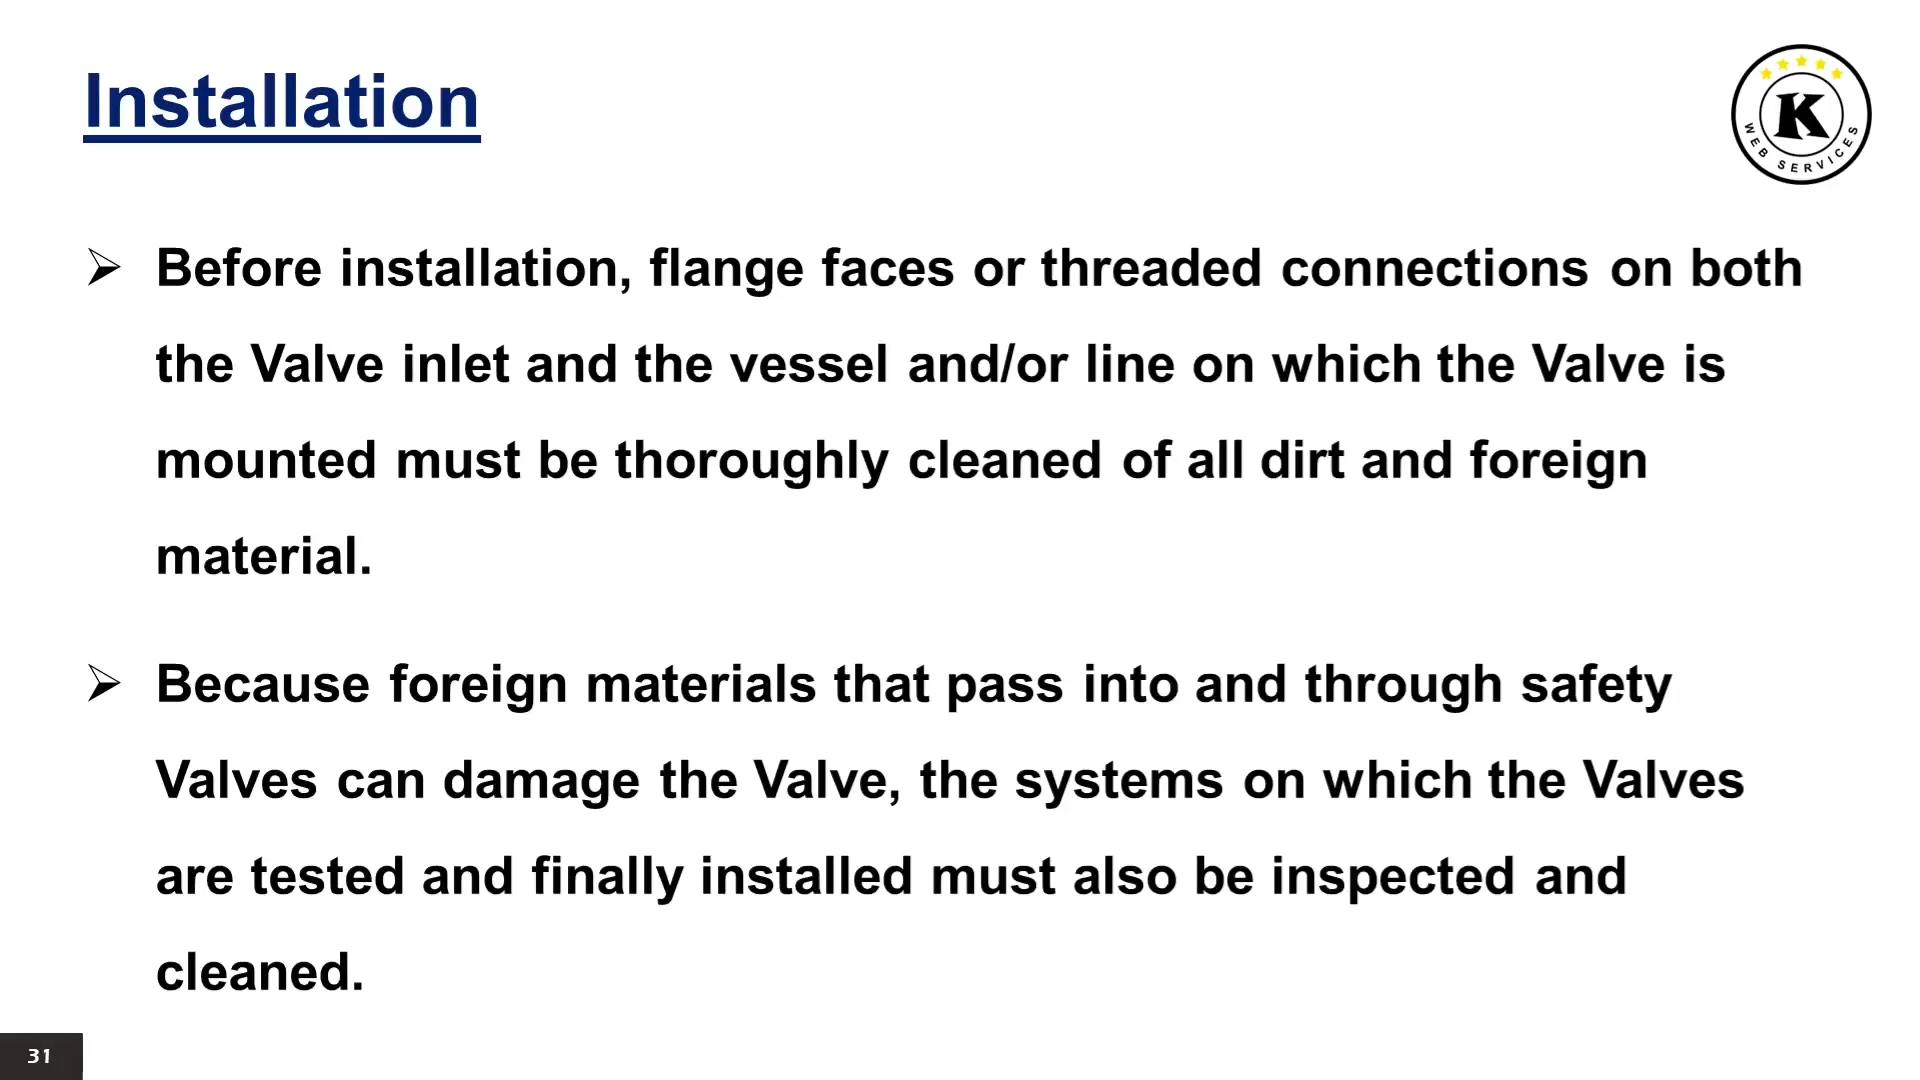 Installation
K
WEB SERVICES
➢ Before installation, flange faces or threaded connections on both
the Valve inlet and the vessel and/or line on which the Valve is
mounted must be thoroughly cleaned of all dirt and foreign
material.
➢ Because foreign materials that pass into and through safety
Valves can damage the Valve, the systems on which the Valves
are tested and finally installed must also be inspected and
cleaned.
31